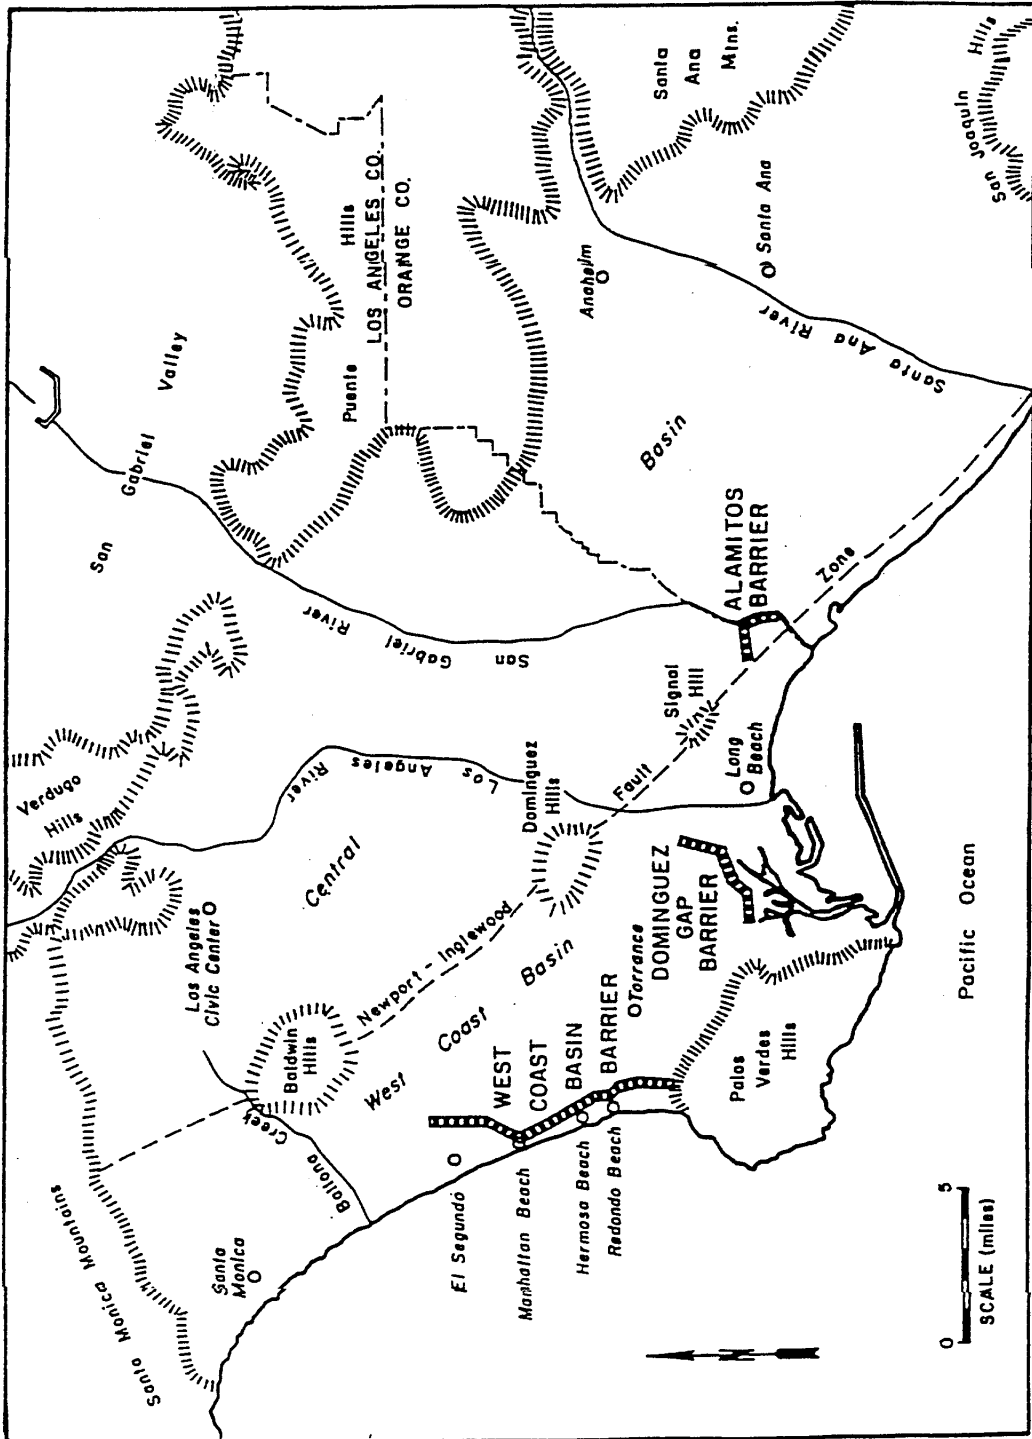 Santa Monica Mountains
Santa
Monica
Ballona Creek
Baldwin
Hills
Los Angeles
Civic Center
Verdugo
Hills
Los Angeles River
San Gabriel Valley
San Gabriel River
Puente Hills
LOS ANGELES CO.
ORANGE CO.
Central Basin
Newport - Inglewood Fault Zone
West Coast Basin
Dominguez
Hills
Signal
Hill
El Segundo
Manhattan Beach
Hermosa Beach
Redondo Beach
WEST
COAST
BASIN
BARRIER
Torrance
DOMINGUEZ
GAP
BARRIER
Long
Beach
ALAMITOS
BARRIER
Palos
Verdes
Hills
Anaheim
Santa Ana
Santa Ana River
Santa
Ana
Mtns.
San Joaquin Hills
Pacific Ocean
N
0 5
SCALE (miles)